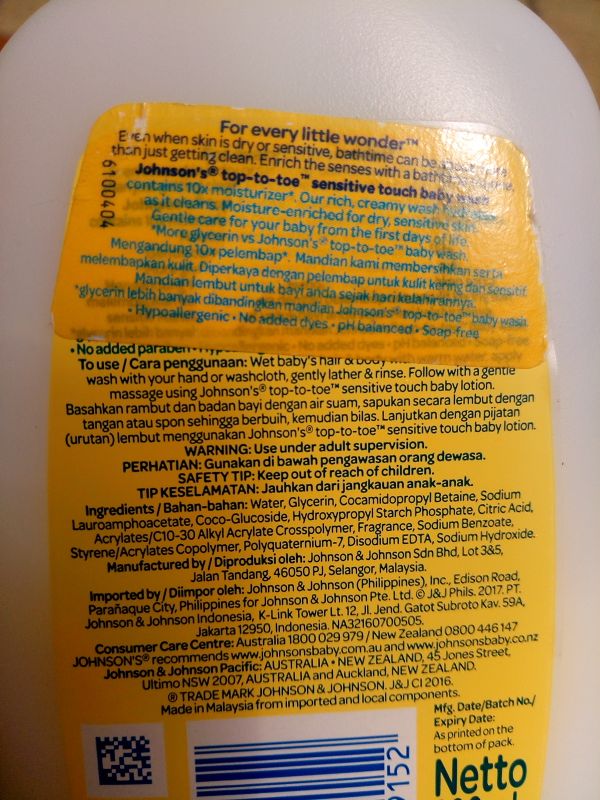 For every little wonder™
Even when skin is dry or sensitive, bathtime can be
than just getting clean. Enrich the senses with a
Johnson's® top-to-toe™ sensitive touch baby wash
contains 10x moisturizer*. Our rich, creamy wash
as it cleans. Moisture-enriched for dry, sensitive skin.
Gentle care for your baby from the first days of life.
*More glycerin vs Johnson's® top-to-toe™ baby wash.
Mengandung 10x pelembap*. Mandian kami membersihkan serta
melembapkan kulit. Diperkaya dengan pelembap untuk kulit kering dan sensitif.
Mandian lembut untuk bayi anda sejak hari kelahirannya.
*glycerin lebih banyak dibandingkan mandian Johnson's® top-to-toe™ baby wash.
• Hypoallergenic • No added dyes • pH balanced • Soap-free
6100404
• No added paraben •
To use / Cara penggunaan: Wet baby's hair & body with warm water, apply
wash with your hand or washcloth, gently lather & rinse. Follow with a gentle
massage using Johnson's® top-to-toe™ sensitive touch baby lotion.
Basahkan rambut dan badan bayi dengan air suam, sapukan secara lembut dengan
tangan atau spon sehingga berbuih, kemudian bilas. Lanjutkan dengan pijatan
(urutan) lembut menggunakan Johnson's® top-to-toe™ sensitive touch baby lotion.
WARNING: Use under adult supervision.
PERHATIAN: Gunakan di bawah pengawasan orang dewasa.
SAFETY TIP: Keep out of reach of children.
TIP KESELAMATAN: Jauhkan dari jangkauan anak-anak.
Ingredients / Bahan-bahan: Water, Glycerin, Cocamidopropyl Betaine, Sodium
Lauroamphoacetate, Coco-Glucoside, Hydroxypropyl Starch Phosphate, Citric Acid,
Acrylates/C10-30 Alkyl Acrylate Crosspolymer, Fragrance, Sodium Benzoate,
Styrene/Acrylates Copolymer, Polyquaternium-7, Disodium EDTA, Sodium Hydroxide.
Manufactured by / Diproduksi oleh: Johnson & Johnson Sdn Bhd, Lot 3&5,
Jalan Tandang, 46050 PJ, Selangor, Malaysia.
Imported by / Diimpor oleh: Johnson & Johnson (Philippines), Inc., Edison Road,
Parañaque City, Philippines for Johnson & Johnson Pte. Ltd. © J&J Phils. 2017. PT.
Johnson & Johnson Indonesia, K-Link Tower Lt. 12, Jl. Jend. Gatot Subroto Kav. 59A,
Jakarta 12950, Indonesia. NA32160700505.
Consumer Care Centre: Australia 1800 029 979 / New Zealand 0800 446 147
JOHNSON'S® recommends www.johnsonsbaby.com.au and www.johnsonsbaby.co.nz
Johnson & Johnson Pacific: AUSTRALIA • NEW ZEALAND, 45 Jones Street,
Ultimo NSW 2007, AUSTRALIA and Auckland, NEW ZEALAND.
® TRADE MARK JOHNSON & JOHNSON. J&JCI 2016.
Made in Malaysia from imported and local components.
Mfg. Date/Batch No./
Expiry Date:
As printed on the
bottom of pack.
Netto
9152